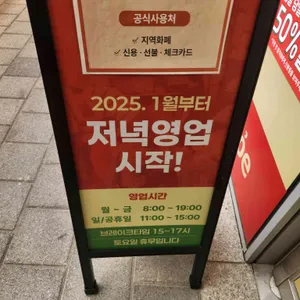 공식사용처
✓ 지역화폐
✓ 신용 · 선불 · 체크카드
2025. 1월부터
저녁영업
시작!
영업시간
월 ~ 금 8:00 ~ 19:00
일/공휴일 11:00 ~ 15:00
브레이크타임 15~17시
토요일 휴무입니다
50%
be